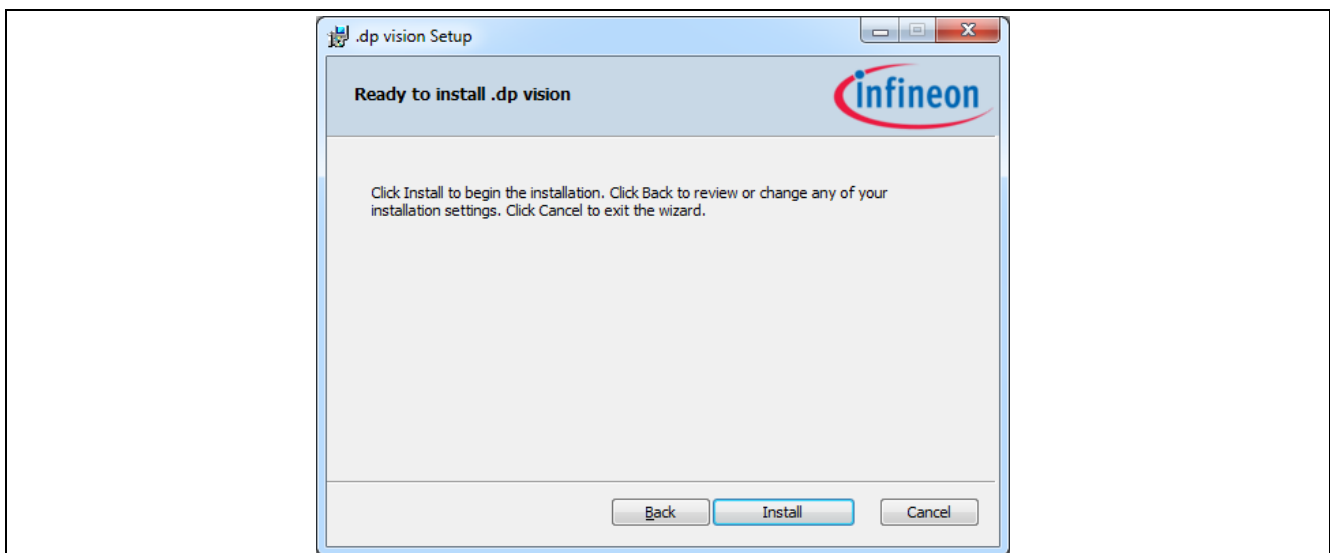 .dp vision Setup
Ready to install .dp vision
infineon
Click Install to begin the installation. Click Back to review or change any of your
installation settings. Click Cancel to exit the wizard.
Back
Install
Cancel